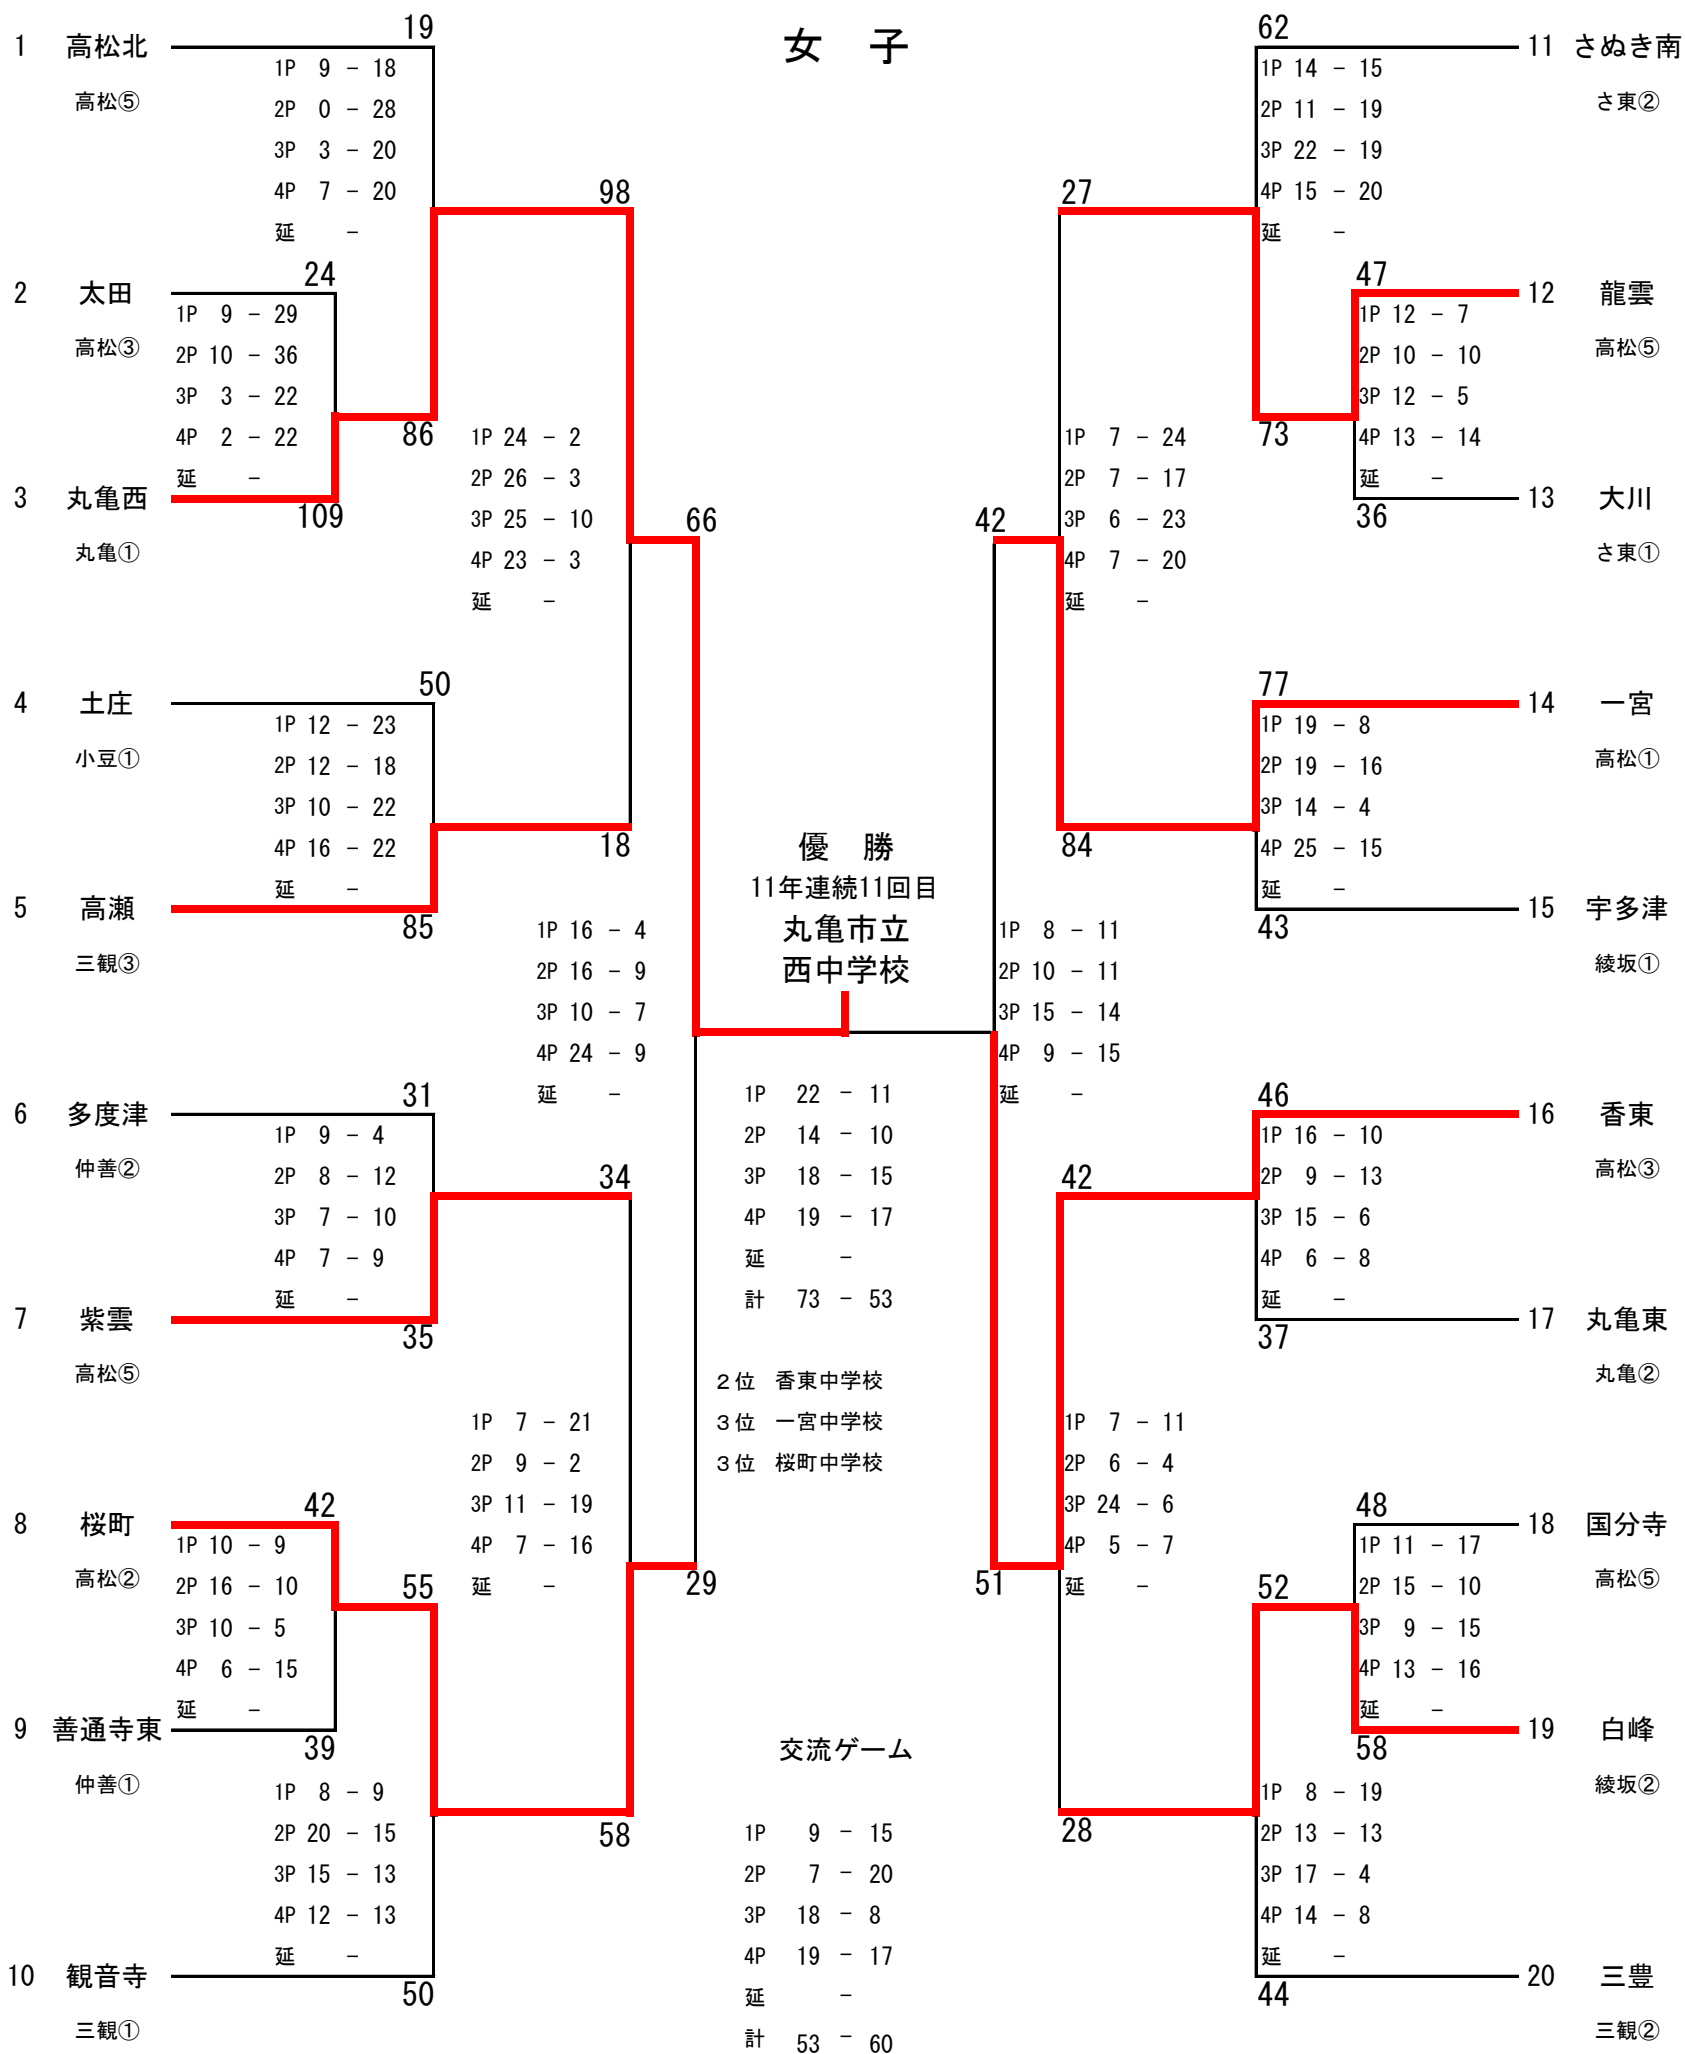 女　子
19
1 高松北
1P 9 - 18
高松⑤
2P 0 - 28
3P 3 - 20
4P 7 - 20
延 -
98
24
2 太田
1P 9 - 29
高松③
2P 10 - 36
3P 3 - 22
4P 2 - 22
延 -
86
3 丸亀西
109
丸亀①
1P 24 - 2
2P 26 - 3
3P 25 - 10
4P 23 - 3
延 -
66
50
4 土庄
1P 12 - 23
小豆①
2P 12 - 18
3P 10 - 22
4P 16 - 22
延 -
18
5 高瀬
85
三観③
1P 16 - 4
2P 16 - 9
3P 10 - 7
4P 24 - 9
延 -
31
6 多度津
1P 9 - 4
仲善②
2P 8 - 12
3P 7 - 10
4P 7 - 9
延 -
34
7 紫雲
35
高松⑤
1P 7 - 21
2P 9 - 2
3P 11 - 19
4P 7 - 16
延 -
29
42
8 桜町
1P 10 - 9
高松②
2P 16 - 10
3P 10 - 5
4P 6 - 15
延 -
55
9 善通寺東
39
仲善①
58
1P 8 - 9
2P 20 - 15
3P 15 - 13
4P 12 - 13
延 -
10 観音寺
50
三観①
優　勝
11年連続11回目
丸亀市立
西中学校
1P 22 - 11
2P 14 - 10
3P 18 - 15
4P 19 - 17
延 -
計 73 - 53
２位 香東中学校
３位 一宮中学校
３位 桜町中学校
交流ゲーム
1P 9 - 15
2P 7 - 20
3P 18 - 8
4P 19 - 17
延 -
計 53 - 60
62
11 さぬき南
1P 14 - 15
さ東②
2P 11 - 19
3P 22 - 19
4P 15 - 20
延 -
27
47
12 龍雲
1P 12 - 7
高松⑤
2P 10 - 10
3P 12 - 5
4P 13 - 14
延 -
73
13 大川
36
さ東①
1P 7 - 24
2P 7 - 17
3P 6 - 23
4P 7 - 20
延 -
42
77
14 一宮
1P 19 - 8
高松①
2P 19 - 16
3P 14 - 4
4P 25 - 15
延 -
84
15 宇多津
43
綾坂①
1P 8 - 11
2P 10 - 11
3P 15 - 14
4P 9 - 15
延 -
46
16 香東
1P 16 - 10
高松③
2P 9 - 13
3P 15 - 6
4P 6 - 8
延 -
42
17 丸亀東
37
丸亀②
1P 7 - 11
2P 6 - 4
3P 24 - 6
4P 5 - 7
延 -
51
48
18 国分寺
1P 11 - 17
高松⑤
2P 15 - 10
3P 9 - 15
4P 13 - 16
延 -
52
19 白峰
58
綾坂②
28
1P 8 - 19
2P 13 - 13
3P 17 - 4
4P 14 - 8
延 -
20 三豊
44
三観②